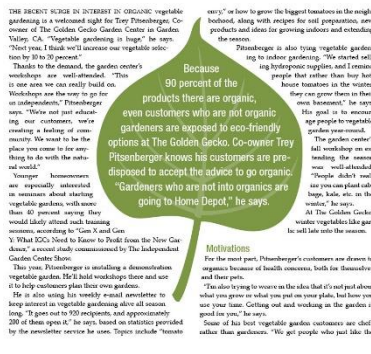 THE RECENT SURGE IN INTEREST IN ORGANIC vegetable
gardening is a welcomed sight for Trey Pitsenberger, Co-
owner of The Golden Gecko Garden Center in Garden
Valley, CA. "Vegetable gardening is huge," he says.
"Next year, I think we'll increase our vegetable selec-
tion by 10 to 20 percent."
Thanks to the demand, the garden center's
workshops are well-attended. "This
is one area we can really build on.
Workshops are the way to go for
us independents," Pitsenberger
says. "We're not just educat-
ing our customers, we're
creating a feeling of com-
munity. We want to be the
place you come to for any-
thing to do with the natu-
ral world."
Younger homeowners
are especially interested
in seminars about starting
vegetable gardens, with more
than 40 percent saying they
would likely attend such training
sessions, according to "Gen X and Gen
Y: What IGCs Need to Know to Profit from the New Gar-
dener," a recent study commissioned by The Independent
Garden Center Show.
This year, Pitsenberger is installing a demonstration
vegetable garden. He'll hold workshops there and use
it to help customers plan their own gardens.
He is also using his weekly e-mail newsletter to
keep interest in vegetable gardening alive all season
long. "It goes out to 920 recipients, and approximately
280 of them open it," he says, based on statistics provided
by the newsletter service he uses. Topics include "tomato
Because
90 percent of the
products there are organic,
even customers who are not organic
gardeners are exposed to eco-friendly
options at The Golden Gecko. Co-owner Trey
Pitsenberger knows his customers are pre-
disposed to accept the advice to go organic.
"Gardeners who are not into organics are
going to Home Depot," he says.
envy," or how to grow the biggest tomatoes in the neigh
borhood, along with recipes for soil preparation, new
products and ideas for growing indoors and extending
the season.
Pitsenberger is also tying vegetable garden
ing to indoor gardening. "We started sell
ing hydroponic supplies, and I remind
people that rather than buy hot
house tomatoes in the winter
they can grow them in their
own basement," he says
His goal is to encour
age people to vegetabl
garden year-round.
The garden center'
fall workshop on ex
tending the season
was well-attended
"People didn't real
ize you can plant cab
bage, kale, etc. in the
winter," he says.
At The Golden Gecko
winter vegetables like gar
lic sell late into the season.
Motivations
For the most part, Pitsenberger's customers are drawn to
organics because of health concerns, both for themselves
and their pets.
"I'm also trying to weave in the idea that it's not just about
what you grow or what you put on your plate, but how you
use your time. Getting out and working in the garden i
good for you," he says.
Some of his best vegetable garden customers are chef
rather than gardeners. "We get people who just like th